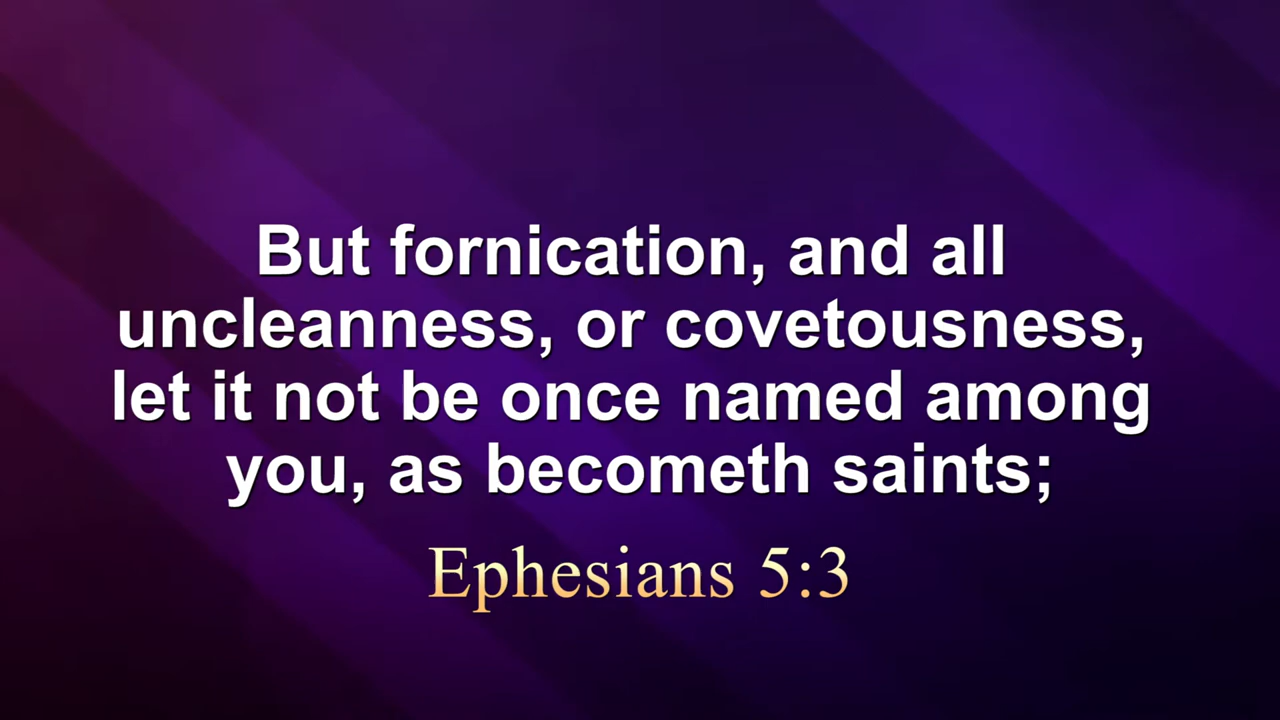 But fornication, and all
uncleanness, or covetousness,
let it not be once named among
you, as becometh saints;
Ephesians 5:3